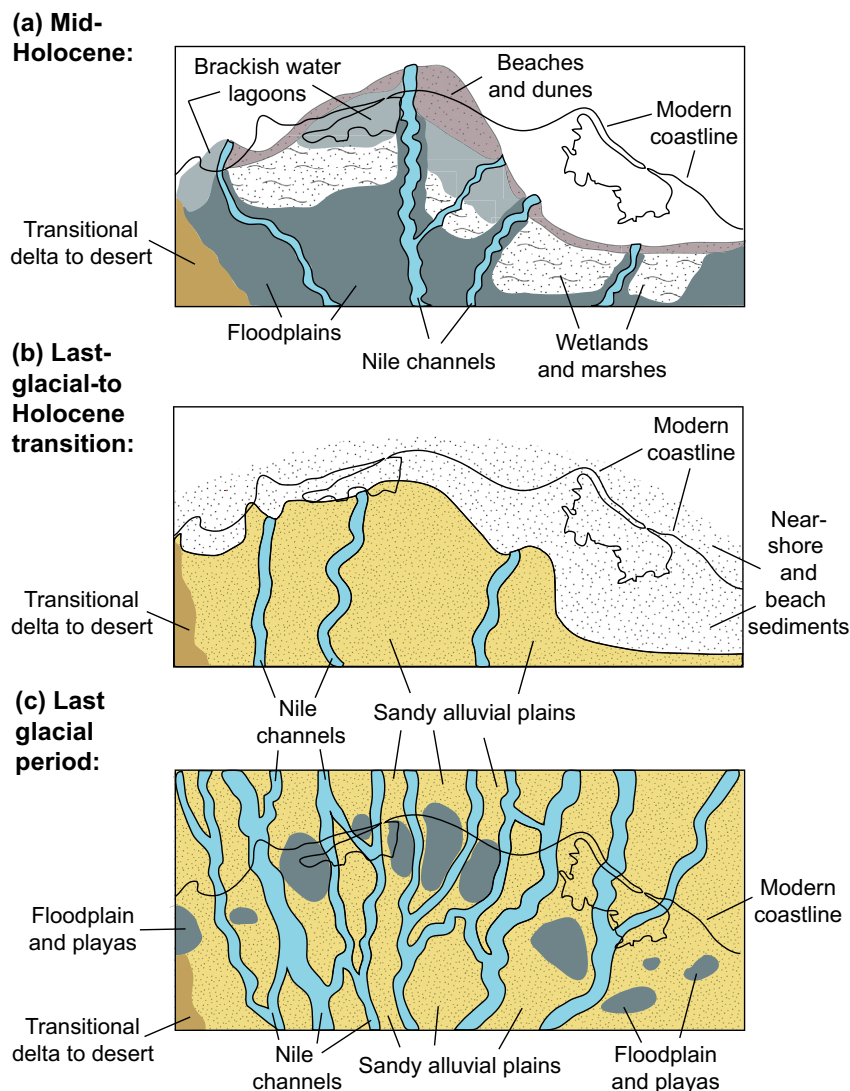 (a) Mid-
Holocene:
Brackish water
lagoons
Beaches
and dunes
Modern
coastline
Transitional
delta to desert
Floodplains
Nile channels
Wetlands
and marshes
(b) Last-
glacial-to
Holocene
transition:
Modern
coastline
Near-
shore
and
beach
sediments
Transitional
delta to desert
Nile
channels
Sandy alluvial plains
(c) Last
glacial
period:
Floodplain
and playas
Modern
coastline
Transitional
delta to desert
Nile
channels
Sandy alluvial plains
Floodplain
and playas